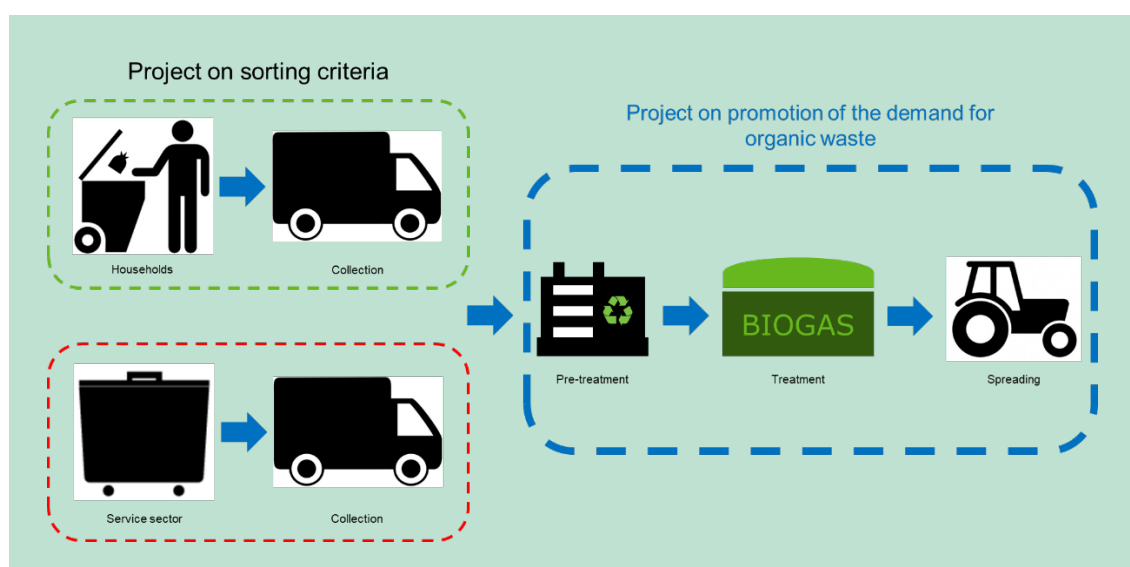 Project on sorting criteria
Households
Collection
Service sector
Collection
Project on promotion of the demand for
organic waste
Pre-treatment
BIOGAS
Treatment
Spreading